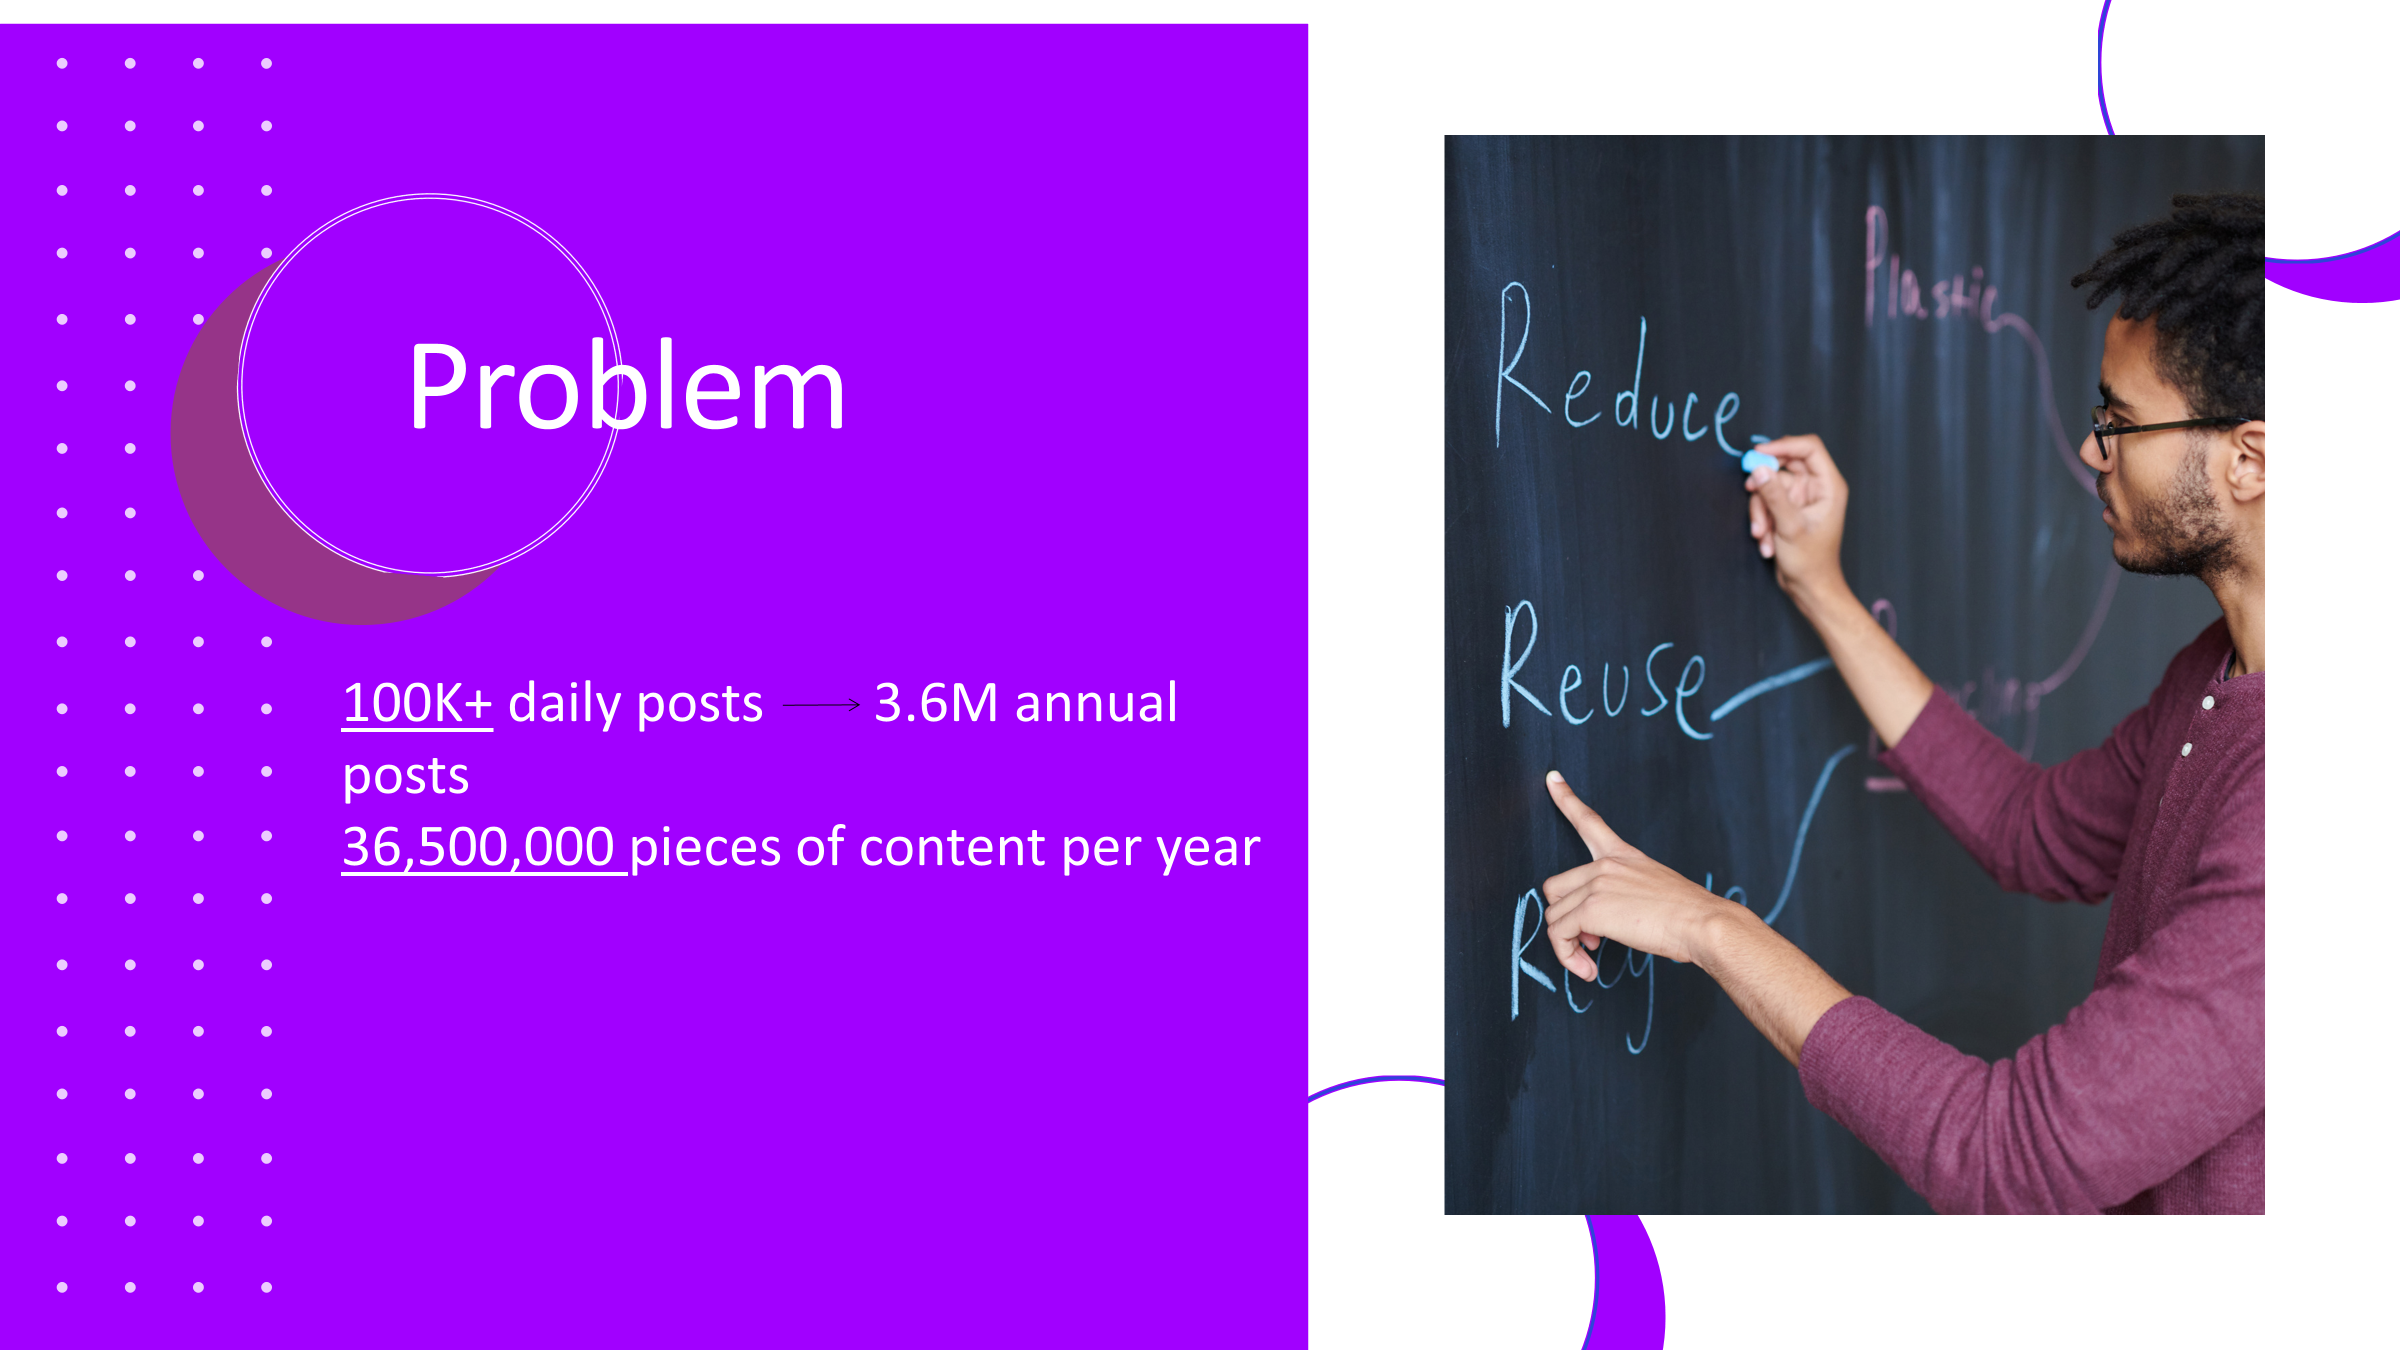 Problem
100K+ daily posts → 3.6M annual
posts
36,500,000 pieces of content per year
Plastic
Reduce
Reuse